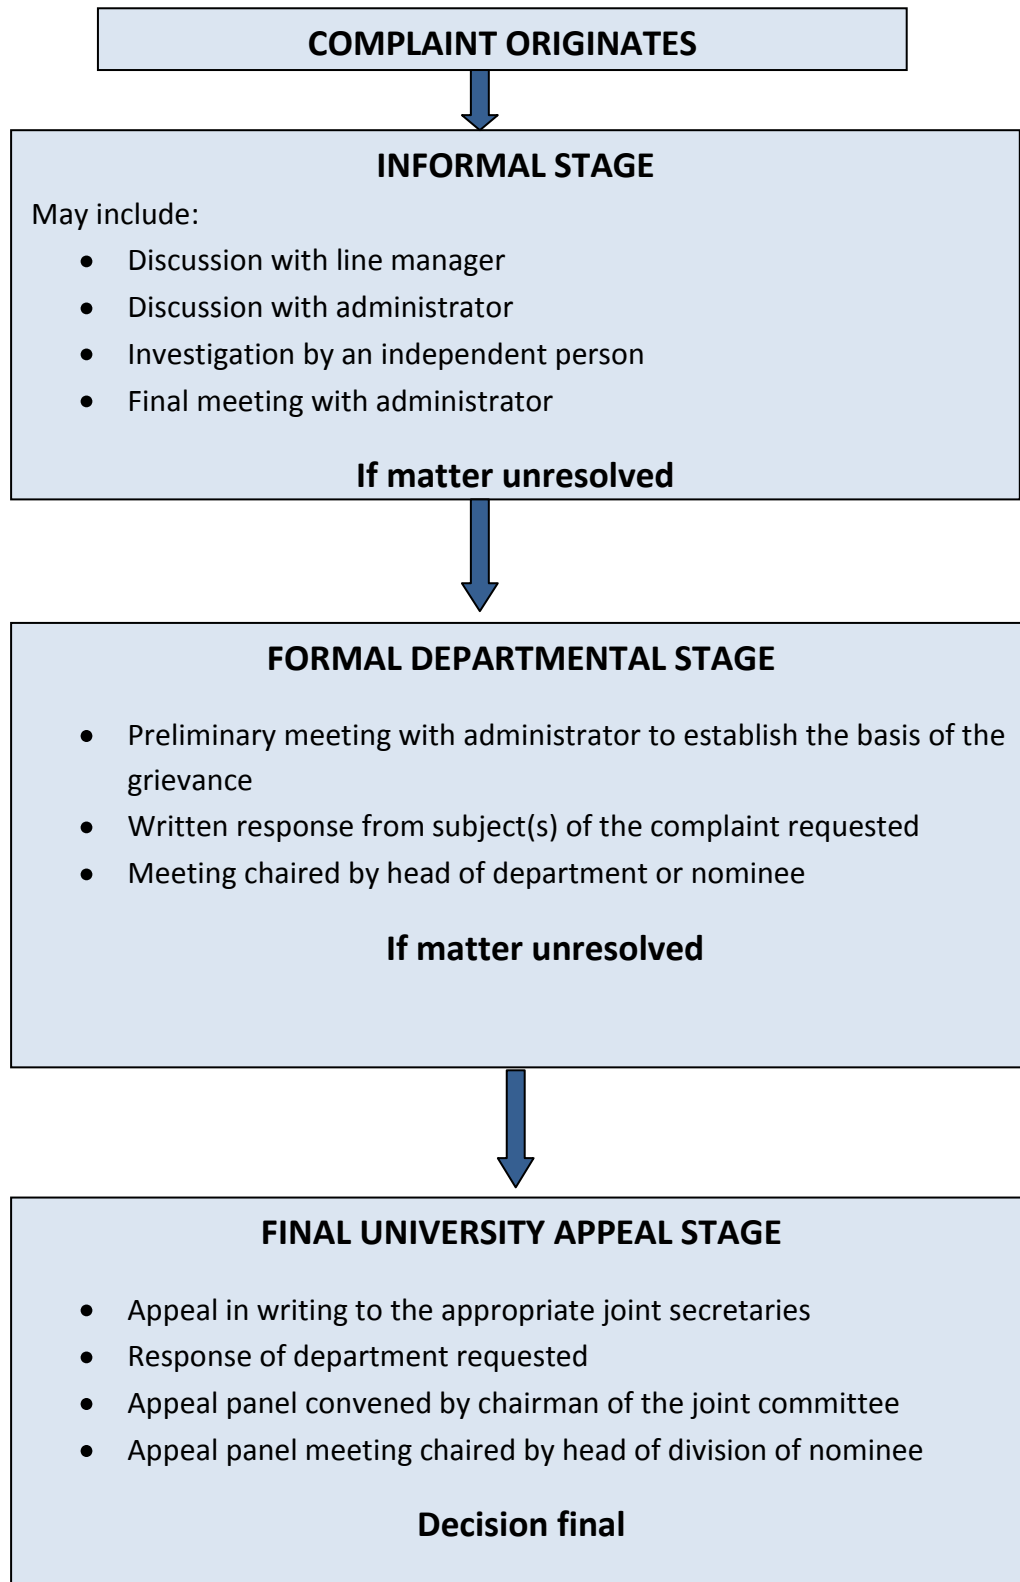 COMPLAINT ORIGINATES
INFORMAL STAGE
May include:
• Discussion with line manager
• Discussion with administrator
• Investigation by an independent person
• Final meeting with administrator
If matter unresolved
FORMAL DEPARTMENTAL STAGE
• Preliminary meeting with administrator to establish the basis of the
grievance
• Written response from subject(s) of the complaint requested
• Meeting chaired by head of department or nominee
If matter unresolved
FINAL UNIVERSITY APPEAL STAGE
• Appeal in writing to the appropriate joint secretaries
• Response of department requested
• Appeal panel convened by chairman of the joint committee
• Appeal panel meeting chaired by head of division of nominee
Decision final